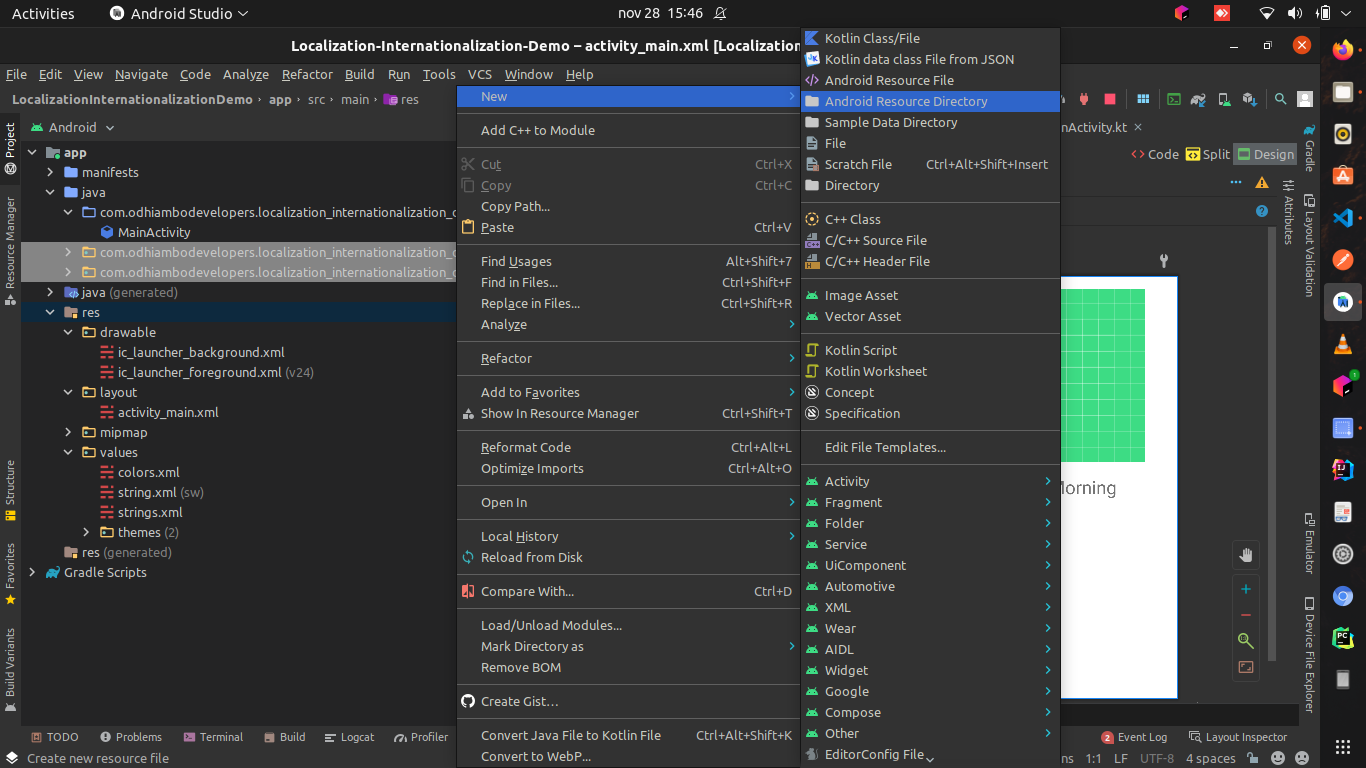 Activities
Android Studio
nov 28 15:46
Localization-Internationalization-Demo – activity_main.xml [Localization
File Edit View Navigate Code Analyze Refactor Build Run Tools VCS Window Help
LocalizationInternationalizationDemo › app › src › main › res
Android
nActivity.kt
Code Split Design
Project
Resource Manager
Structure
Favorites
Build Variants
app
manifests
java
com.odhiambodevelopers.localization_internationalization_
MainActivity
com.odhiambodevelopers.localization_internationalization_
com.odhiambodevelopers.localization_internationalization_
java (generated)
res
drawable
ic_launcher_background.xml
ic_launcher_foreground.xml (v24)
layout
activity_main.xml
mipmap
values
colors.xml
string.xml (sw)
strings.xml
themes (2)
res (generated)
Gradle Scripts
New
Add C++ to Module
Cut Ctrl+X
Copy Ctrl+C
Copy Path...
Paste Ctrl+V
Find Usages Alt+Shift+7
Find in Files... Ctrl+Shift+F
Replace in Files... Ctrl+Shift+R
Analyze
Refactor
Add to Favorites
Show In Resource Manager Ctrl+Shift+T
Reformat Code Ctrl+Alt+L
Optimize Imports Ctrl+Alt+O
Open In
Local History
Reload from Disk
Compare With... Ctrl+D
Load/Unload Modules...
Mark Directory as
Remove BOM
Create Gist...
Convert Java File to Kotlin File Ctrl+Alt+Shift+K
Convert to WebP...
Kotlin Class/File
Kotlin data class File from JSON
Android Resource File
Android Resource Directory
Sample Data Directory
File
Scratch File Ctrl+Alt+Shift+Insert
Directory
C++ Class
C/C++ Source File
C/C++ Header File
Image Asset
Vector Asset
Kotlin Script
Kotlin Worksheet
Concept
Specification
Edit File Templates...
Activity
Fragment
Folder
Service
UiComponent
Automotive
XML
Wear
AIDL
Widget
Google
Compose
Other
EditorConfig File
Morning
Gradle
Attributes
Layout Validation
Emulator
Device File Explorer
TODO Problems Terminal Build Logcat Profiler
2 Event Log Layout Inspector
Create new resource file
1:1 LF UTF-8 4 spaces